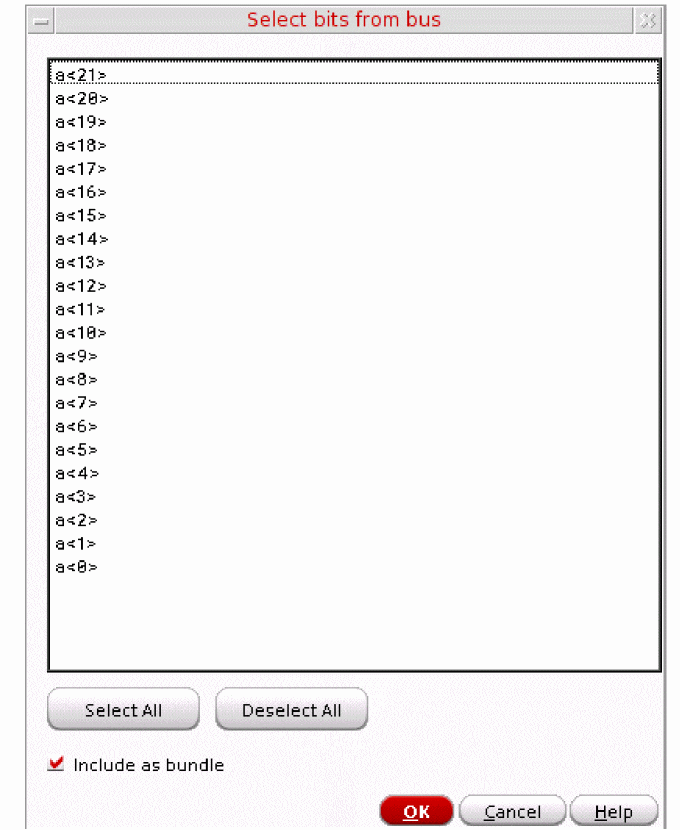 Select bits from bus
a<21>
a<20>
a<19>
a<18>
a<17>
a<16>
a<15>
a<14>
a<13>
a<12>
a<11>
a<10>
a<9>
a<8>
a<7>
a<6>
a<5>
a<4>
a<3>
a<2>
a<1>
a<0>
Select All Deselect All
Include as bundle
OK Cancel Help